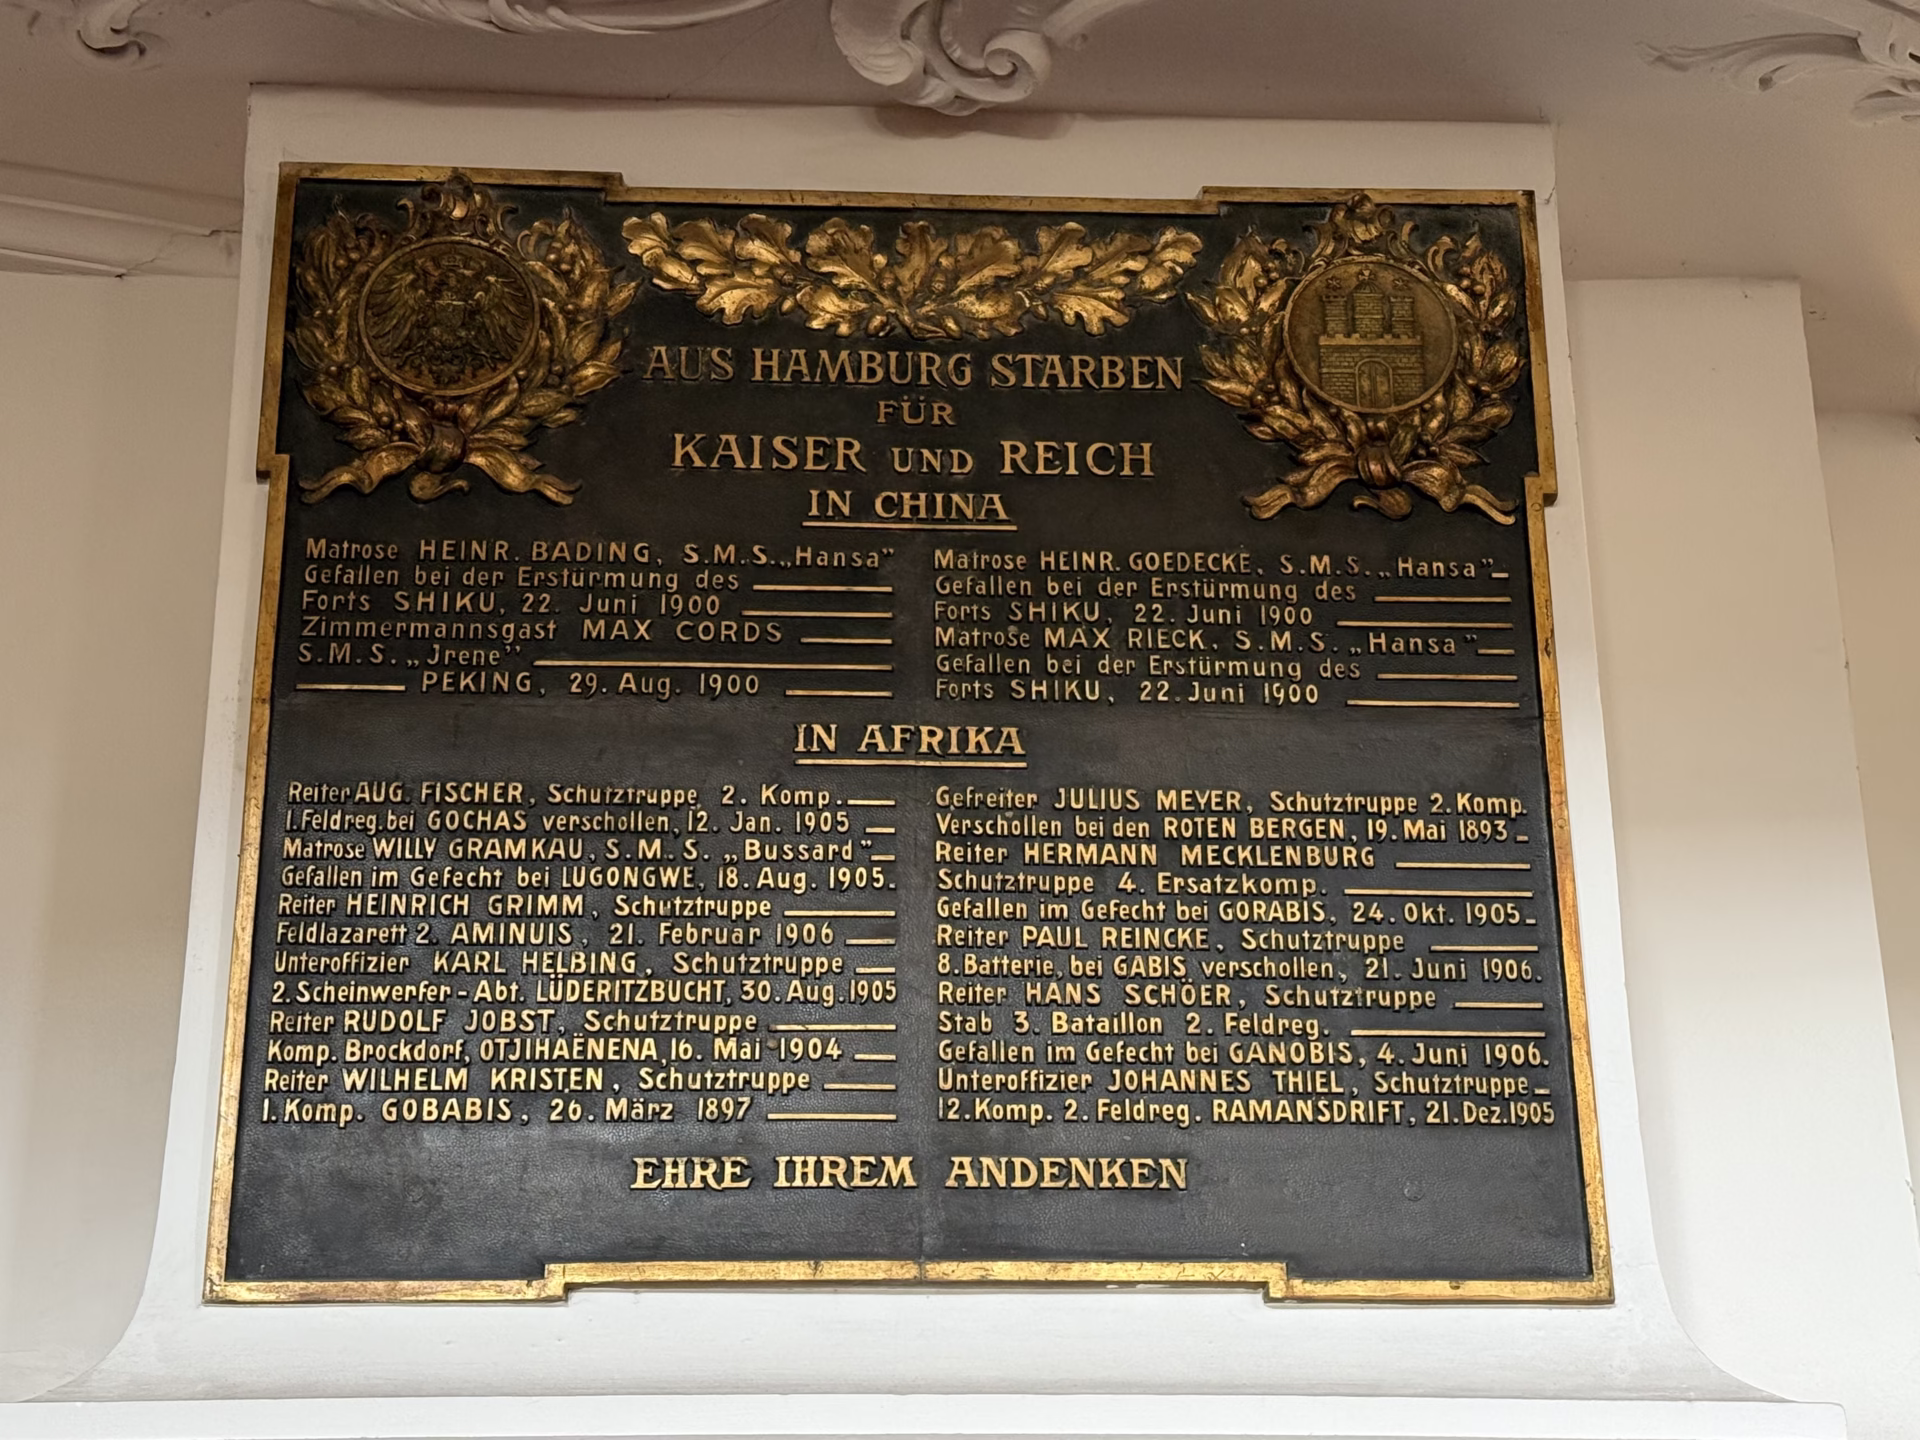 AUS HAMBURG STARBEN
FÜR
KAISER UND REICH
IN CHINA
Matrose HEINR. BADING, S.M.S. „Hansa"
Gefallen bei der Erstürmung des
Forts SHIKU, 22. Juni 1900
Zimmermannsgast MAX CORDS
S.M.S. „Jrene"
PEKING, 29. Aug. 1900
Matrose HEINR. GOEDECKE, S.M.S. „Hansa"
Gefallen bei der Erstürmung des
Forts SHIKU, 22. Juni 1900
Matrose MAX RIECK, S.M.S. „Hansa"
Gefallen bei der Erstürmung des
Forts SHIKU, 22. Juni 1900
IN AFRIKA
Reiter AUG. FISCHER, Schutztruppe, 2. Komp.
1. Feldreg. bei GOCHAS verschollen, 12. Jan. 1905
Matrose WILLY GRAMKAU, S.M.S. „Bussard"
Gefallen im Gefecht bei LUGONGWE, 18. Aug. 1905.
Reiter HEINRICH GRIMM, Schutztruppe
Feldlazarett 2. AMINUIS, 21. Februar 1906
Unteroffizier KARL HELBING, Schutztruppe
2. Scheinwerfer-Abt. LÜDERITZBUCHT, 30. Aug. 1905
Reiter RUDOLF JOBST, Schutztruppe
Komp. Brockdorf, OTJIHAËNENA, 16. Mai 1904
Reiter WILHELM KRISTEN, Schutztruppe
1. Komp. GOBABIS, 26. März 1897
Gefreiter JULIUS MEYER, Schutztruppe 2. Komp.
Verschollen bei den ROTEN BERGEN, 19. Mai 1893
Reiter HERMANN MECKLENBURG
Schutztruppe 4. Ersatzkomp.
Gefallen im Gefecht bei GORABIS, 24. Okt. 1905
Reiter PAUL REINCKE, Schutztruppe
8. Batterie, bei GABIS verschollen, 21. Juni 1906.
Reiter HANS SCHÖER, Schutztruppe
Stab 3. Bataillon 2. Feldreg.
Gefallen im Gefecht bei GANOBIS, 4. Juni 1906.
Unteroffizier JOHANNES THIEL, Schutztruppe
12. Komp. 2. Feldreg. RAMANSDRIFT, 21. Dez. 1905
EHRE IHREM ANDENKEN